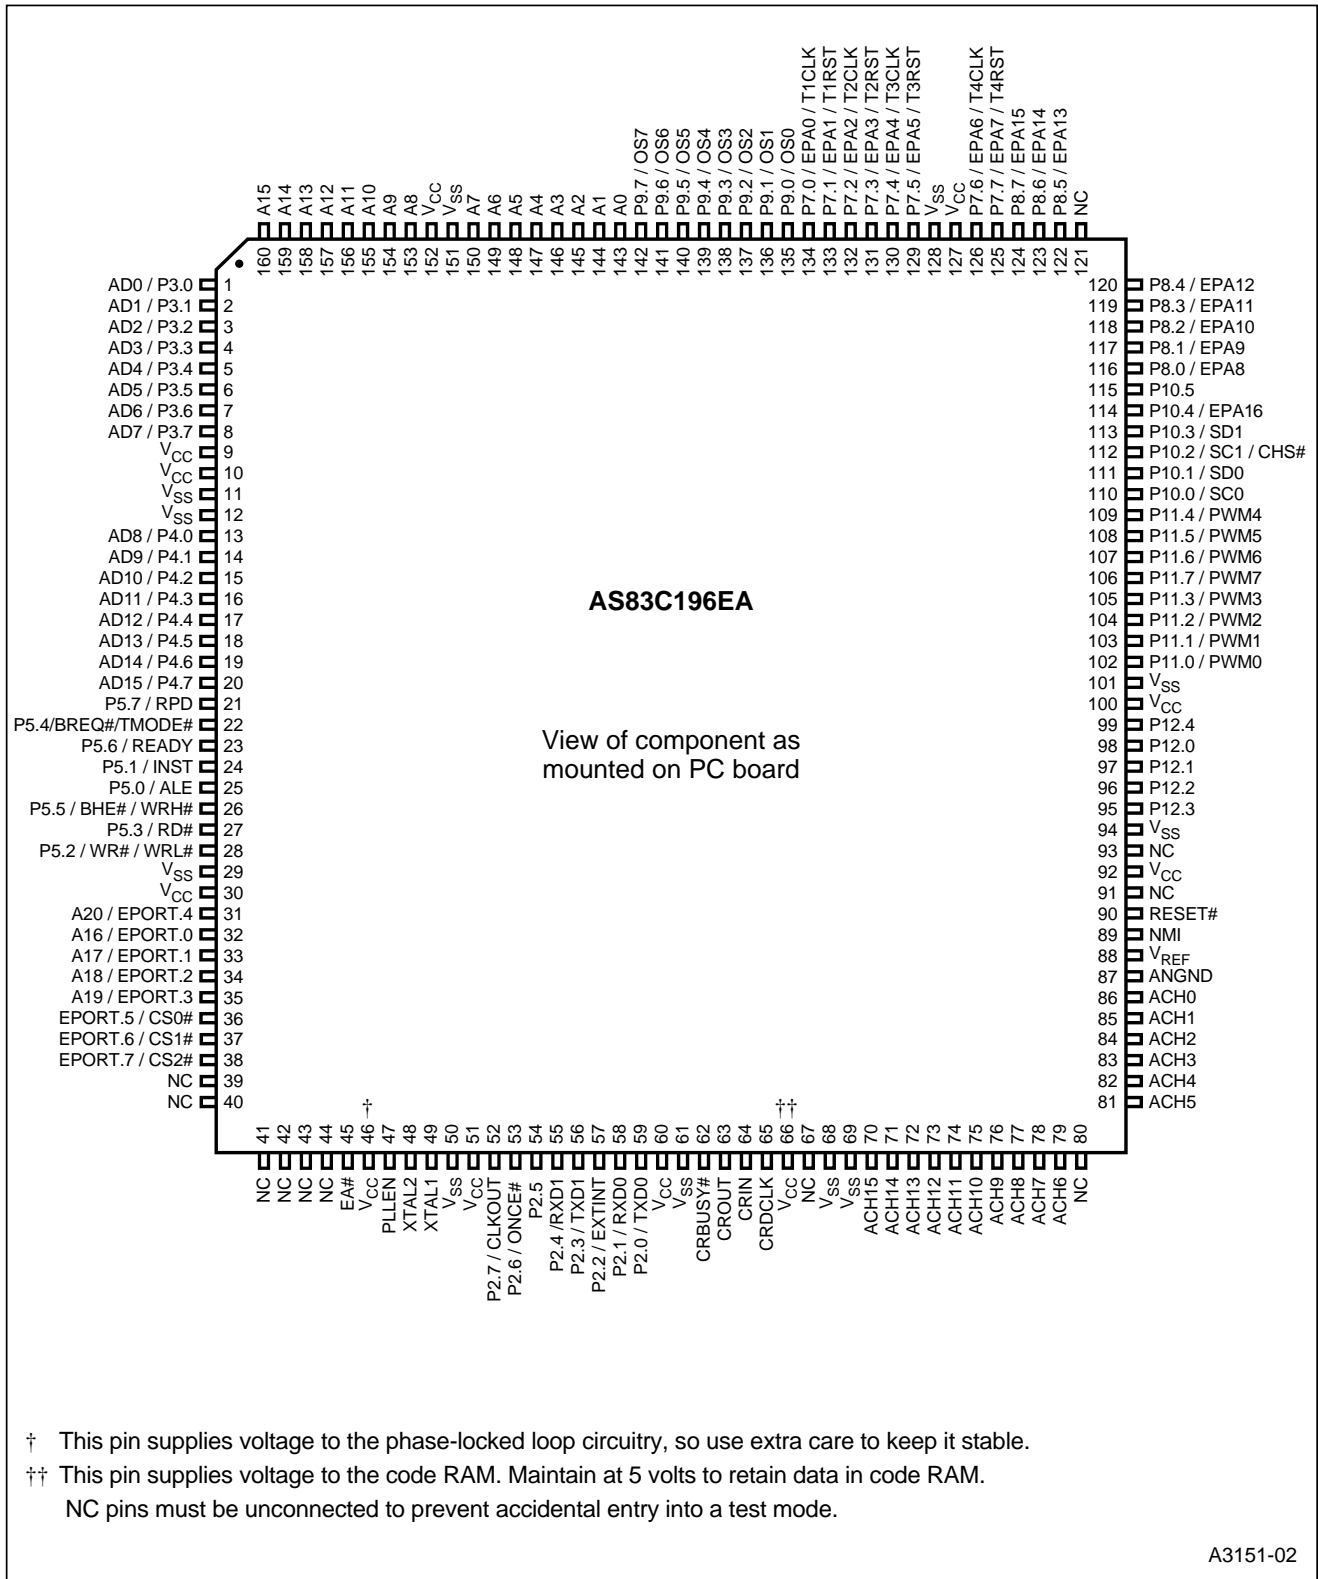 A15
A14
A13
A12
A11
A10
A9
A8
VCC
VSS
A7
A6
A5
A4
A3
A2
A1
A0
P9.7 / OS7
P9.6 / OS6
P9.5 / OS5
P9.4 / OS4
P9.3 / OS3
P9.2 / OS2
P9.1 / OS1
P9.0 / OS0
P7.0 / EPA0 / T1CLK
P7.1 / EPA1 / T1RST
P7.2 / EPA2 / T2CLK
P7.3 / EPA3 / T2RST
P7.4 / EPA4 / T3CLK
P7.5 / EPA5 / T3RST
VSS
VCC
P7.6 / EPA6 / T4CLK
P7.7 / EPA7 / T4RST
P8.7 / EPA15
P8.6 / EPA14
P8.5 / EPA13
NC
160
159
158
157
156
155
154
153
152
151
150
149
148
147
146
145
144
143
142
141
140
139
138
137
136
135
134
133
132
131
130
129
128
127
126
125
124
123
122
121
AD0 / P3.0 1
AD1 / P3.1 2
AD2 / P3.2 3
AD3 / P3.3 4
AD4 / P3.4 5
AD5 / P3.5 6
AD6 / P3.6 7
AD7 / P3.7 8
VCC 9
VCC 10
VSS 11
VSS 12
AD8 / P4.0 13
AD9 / P4.1 14
AD10 / P4.2 15
AD11 / P4.3 16
AD12 / P4.4 17
AD13 / P4.5 18
AD14 / P4.6 19
AD15 / P4.7 20
P5.7 / RPD 21
P5.4/BREQ#/TMODE# 22
P5.6 / READY 23
P5.1 / INST 24
P5.0 / ALE 25
P5.5 / BHE# / WRH# 26
P5.3 / RD# 27
P5.2 / WR# / WRL# 28
VSS 29
VCC 30
A20 / EPORT.4 31
A16 / EPORT.0 32
A17 / EPORT.1 33
A18 / EPORT.2 34
A19 / EPORT.3 35
EPORT.5 / CS0# 36
EPORT.6 / CS1# 37
EPORT.7 / CS2# 38
NC 39
NC 40
AS83C196EA
View of component as
mounted on PC board
120 P8.4 / EPA12
119 P8.3 / EPA11
118 P8.2 / EPA10
117 P8.1 / EPA9
116 P8.0 / EPA8
115 P10.5
114 P10.4 / EPA16
113 P10.3 / SD1
112 P10.2 / SC1 / CHS#
111 P10.1 / SD0
110 P10.0 / SC0
109 P11.4 / PWM4
108 P11.5 / PWM5
107 P11.6 / PWM6
106 P11.7 / PWM7
105 P11.3 / PWM3
104 P11.2 / PWM2
103 P11.1 / PWM1
102 P11.0 / PWM0
101 VSS
100 VCC
99 P12.4
98 P12.0
97 P12.1
96 P12.2
95 P12.3
94 VSS
93 NC
92 VCC
91 NC
90 RESET#
89 NMI
88 VREF
87 ANGND
86 ACH0
85 ACH1
84 ACH2
83 ACH3
82 ACH4
81 ACH5
†
††
41
42
43
44
45
46
47
48
49
50
51
52
53
54
55
56
57
58
59
60
61
62
63
64
65
66
67
68
69
70
71
72
73
74
75
76
77
78
79
80
NC
NC
NC
NC
EA#
VCC
PLLEN
XTAL2
XTAL1
VSS
VCC
P2.7 / CLKOUT
P2.6 / ONCE#
P2.5
P2.4 /RXD1
P2.3 / TXD1
P2.2 / EXTINT
P2.1 / RXD0
P2.0 / TXD0
VCC
VSS
CRBUSY#
CROUT
CRIN
CRDCLK
VCC
NC
VSS
VSS
ACH15
ACH14
ACH13
ACH12
ACH11
ACH10
ACH9
ACH8
ACH7
ACH6
NC
† This pin supplies voltage to the phase-locked loop circuitry, so use extra care to keep it stable.
†† This pin supplies voltage to the code RAM. Maintain at 5 volts to retain data in code RAM.
NC pins must be unconnected to prevent accidental entry into a test mode.
A3151-02